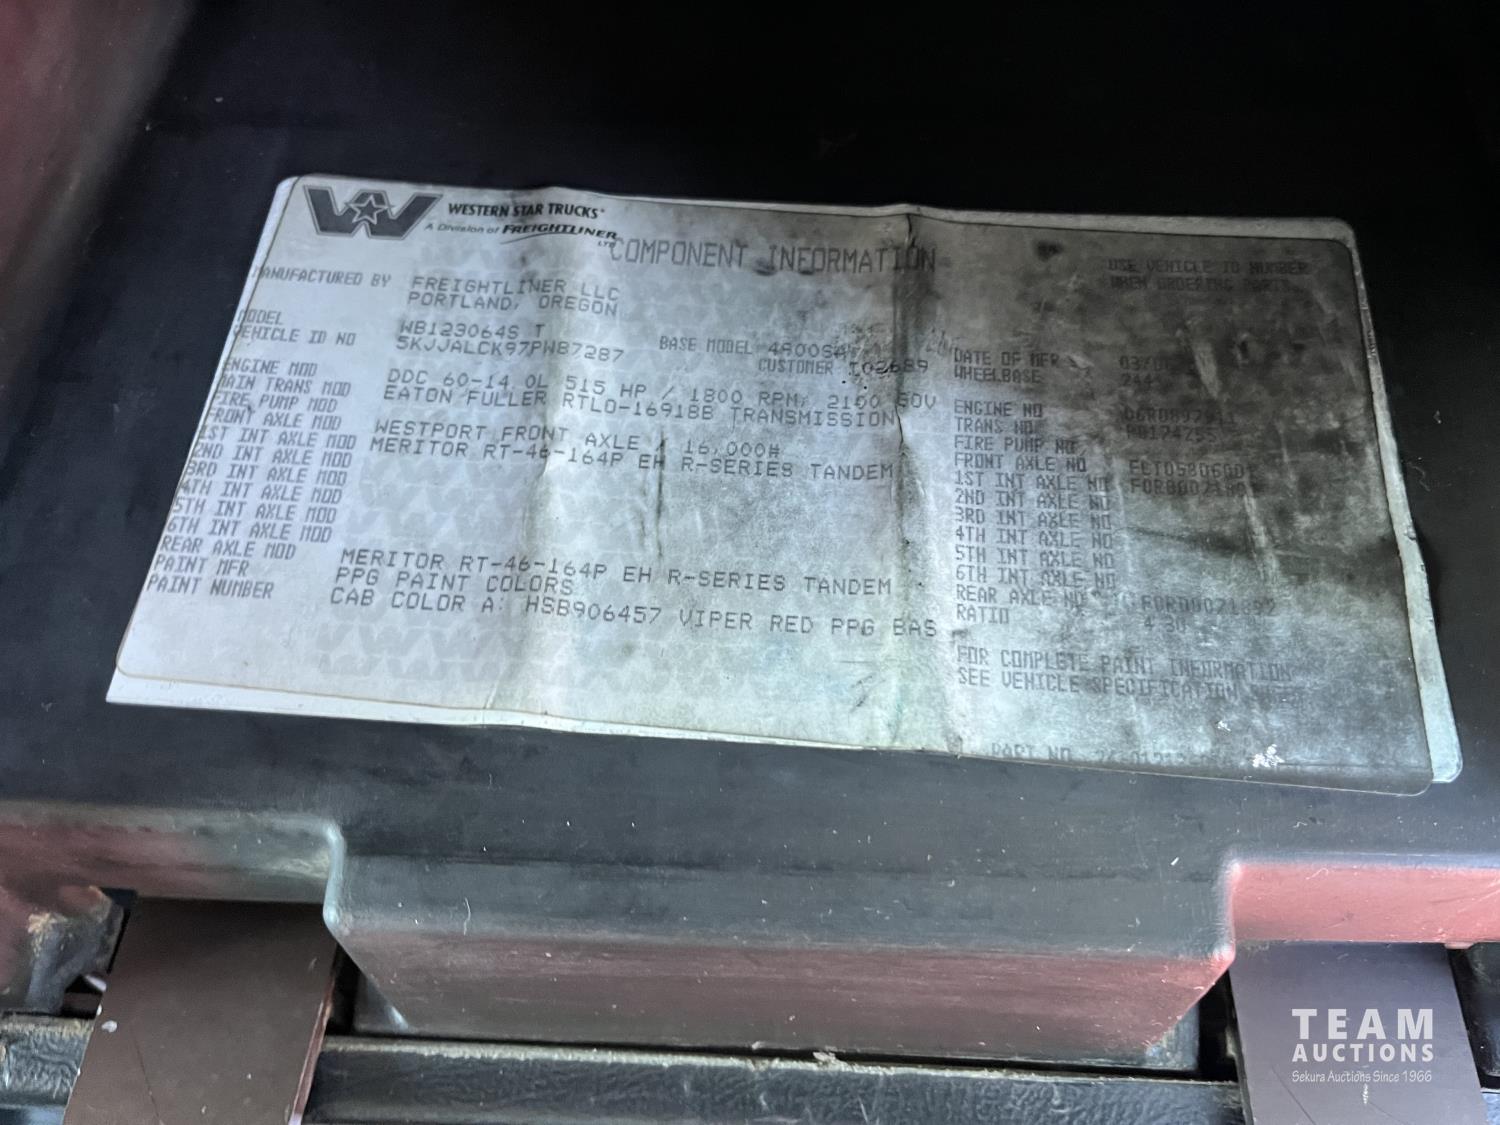 WESTERN STAR TRUCKS
A Division of FREIGHTLINER LTD
COMPONENT INFORMATION
USE VEHICLE ID NUMBER
WHEN ORDERING PARTS
MANUFACTURED BY FREIGHTLINER LLC
PORTLAND, OREGON
MODEL WB123064S T BASE MODEL DATE OF MFR
VEHICLE ID NO 5KJJALCK97PW87287 CUSTOMER WHEELBASE
ENGINE MOD DDC 60-14.0L 515 HP / 1800 RPM, 2100 GOV ENGINE NO
MAIN TRANS MOD EATON FULLER RTLO-16918B TRANSMISSION TRANS NO
FIRE PUMP MOD FIRE PUMP NO
FRONT AXLE MOD WESTPORT FRONT AXLE / 16,000# FRONT AXLE NO
1ST INT AXLE MOD MERITOR RT-46-164P EH R-SERIES TANDEM 1ST INT AXLE NO
2ND INT AXLE MOD 2ND INT AXLE NO
3RD INT AXLE MOD 3RD INT AXLE NO
4TH INT AXLE MOD 4TH INT AXLE NO
5TH INT AXLE MOD 5TH INT AXLE NO
6TH INT AXLE MOD 6TH INT AXLE NO
REAR AXLE MOD MERITOR RT-46-164P EH R-SERIES TANDEM REAR AXLE NO
PAINT MFR PPG PAINT COLORS RATIO
PAINT NUMBER CAB COLOR A: HSB906457 VIPER RED PPG BAS
FOR COMPLETE PAINT INFORMATION
SEE VEHICLE SPECIFICATION
PART NO
TEAM
AUCTIONS
Sekura Auctions Since 1966